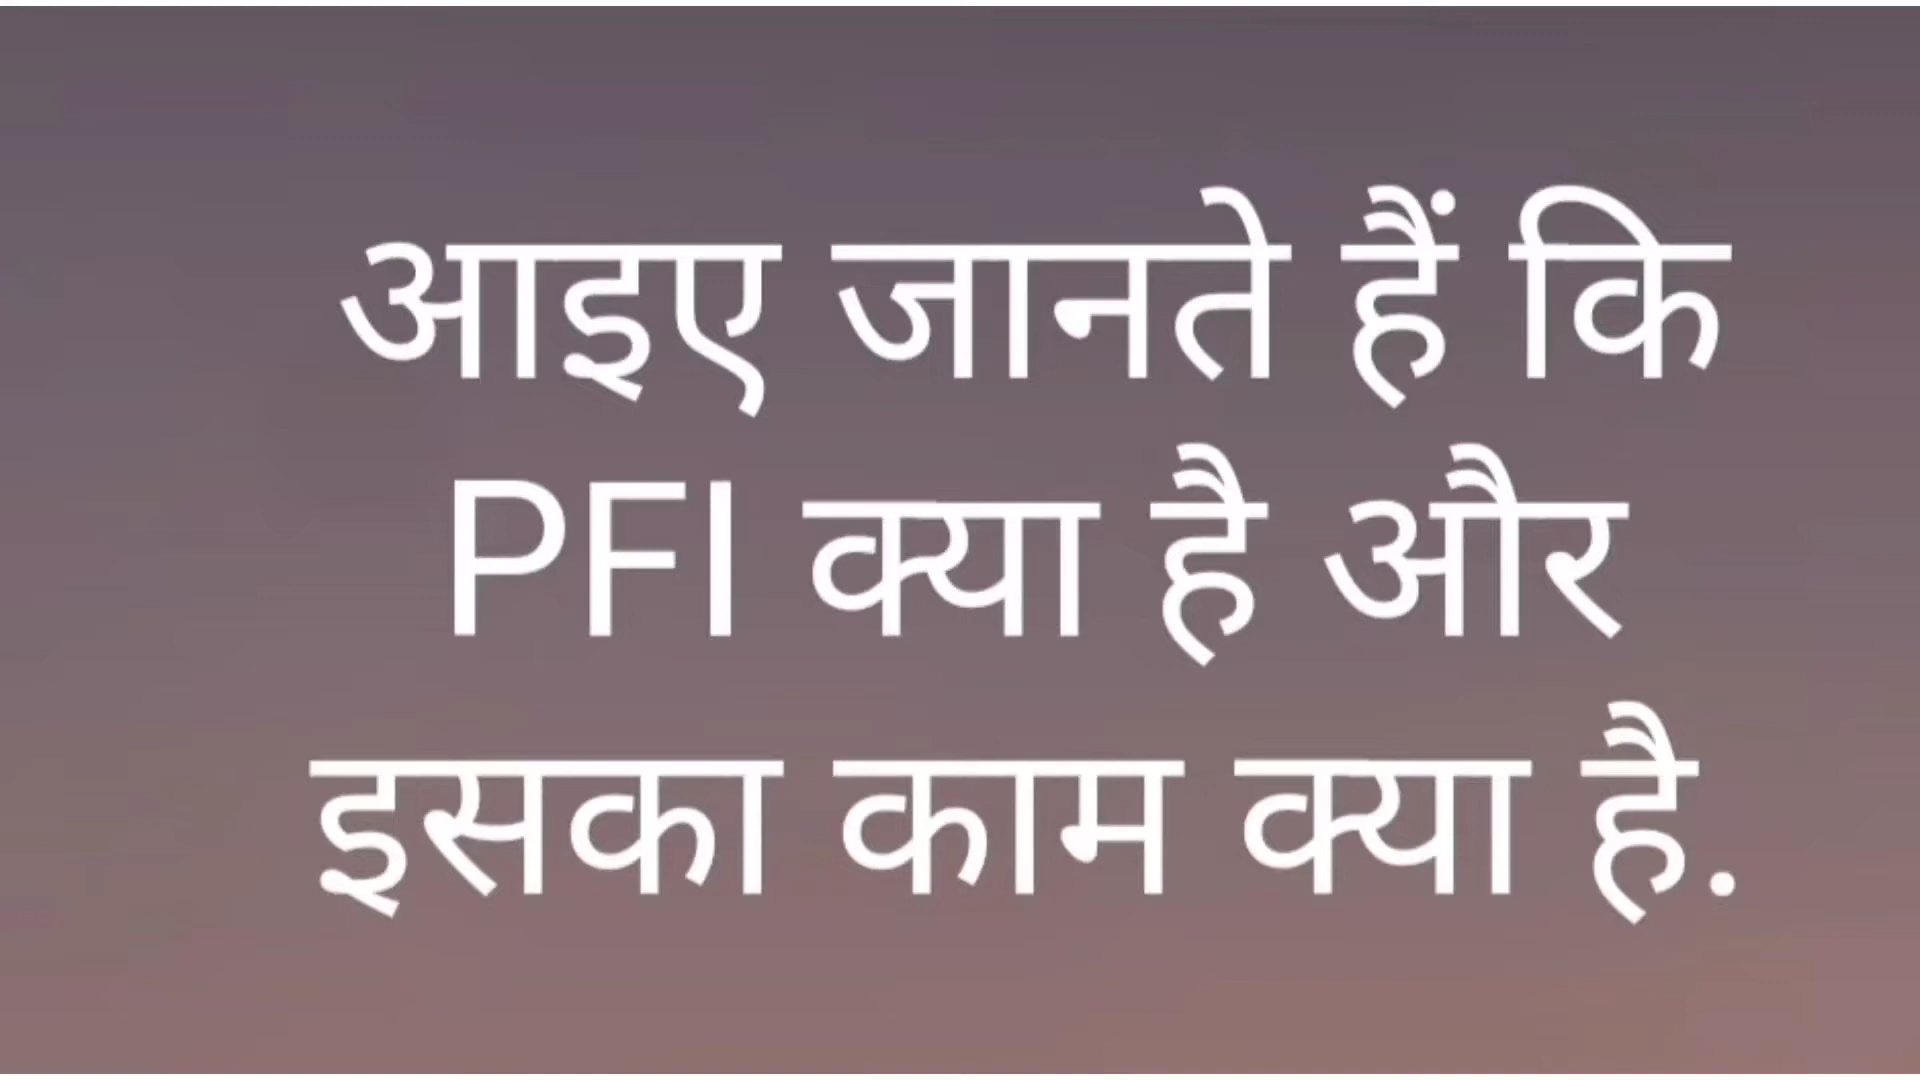 आइए जानते हैं कि
PFI क्या है और
इसका काम क्या है.